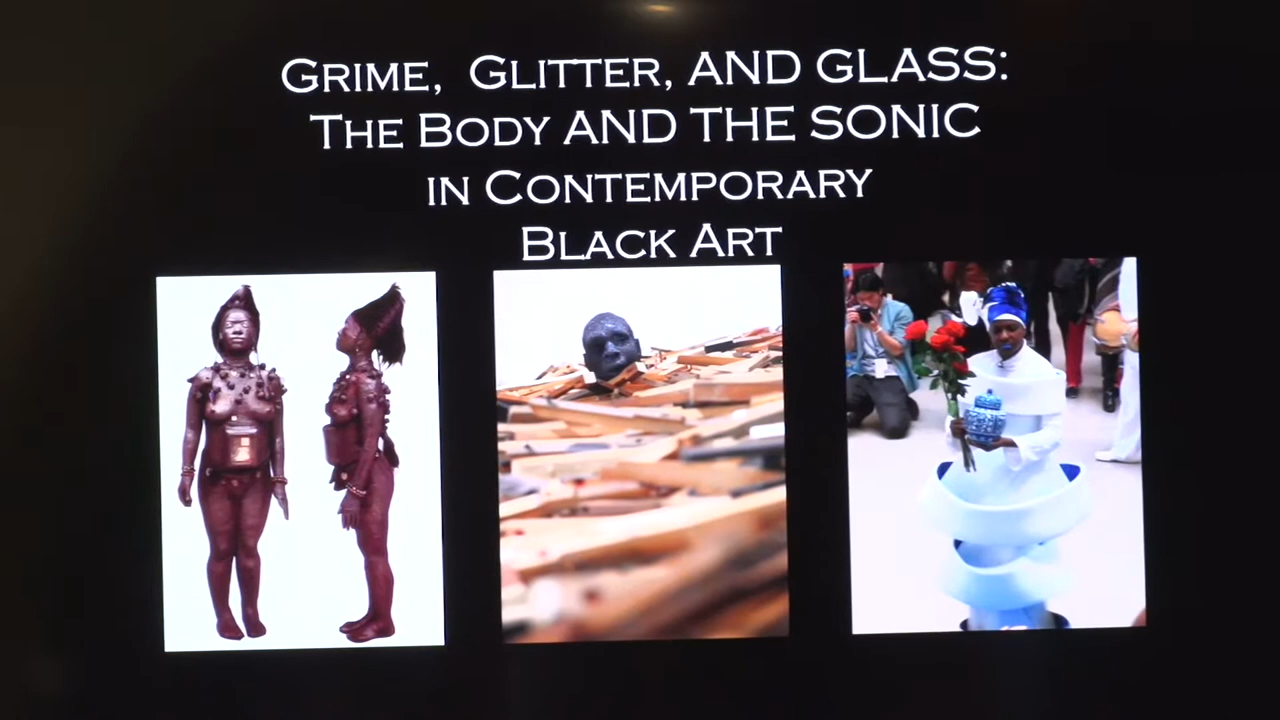 GRIME, GLITTER, AND GLASS:
THE BODY AND THE SONIC
IN CONTEMPORARY
BLACK ART